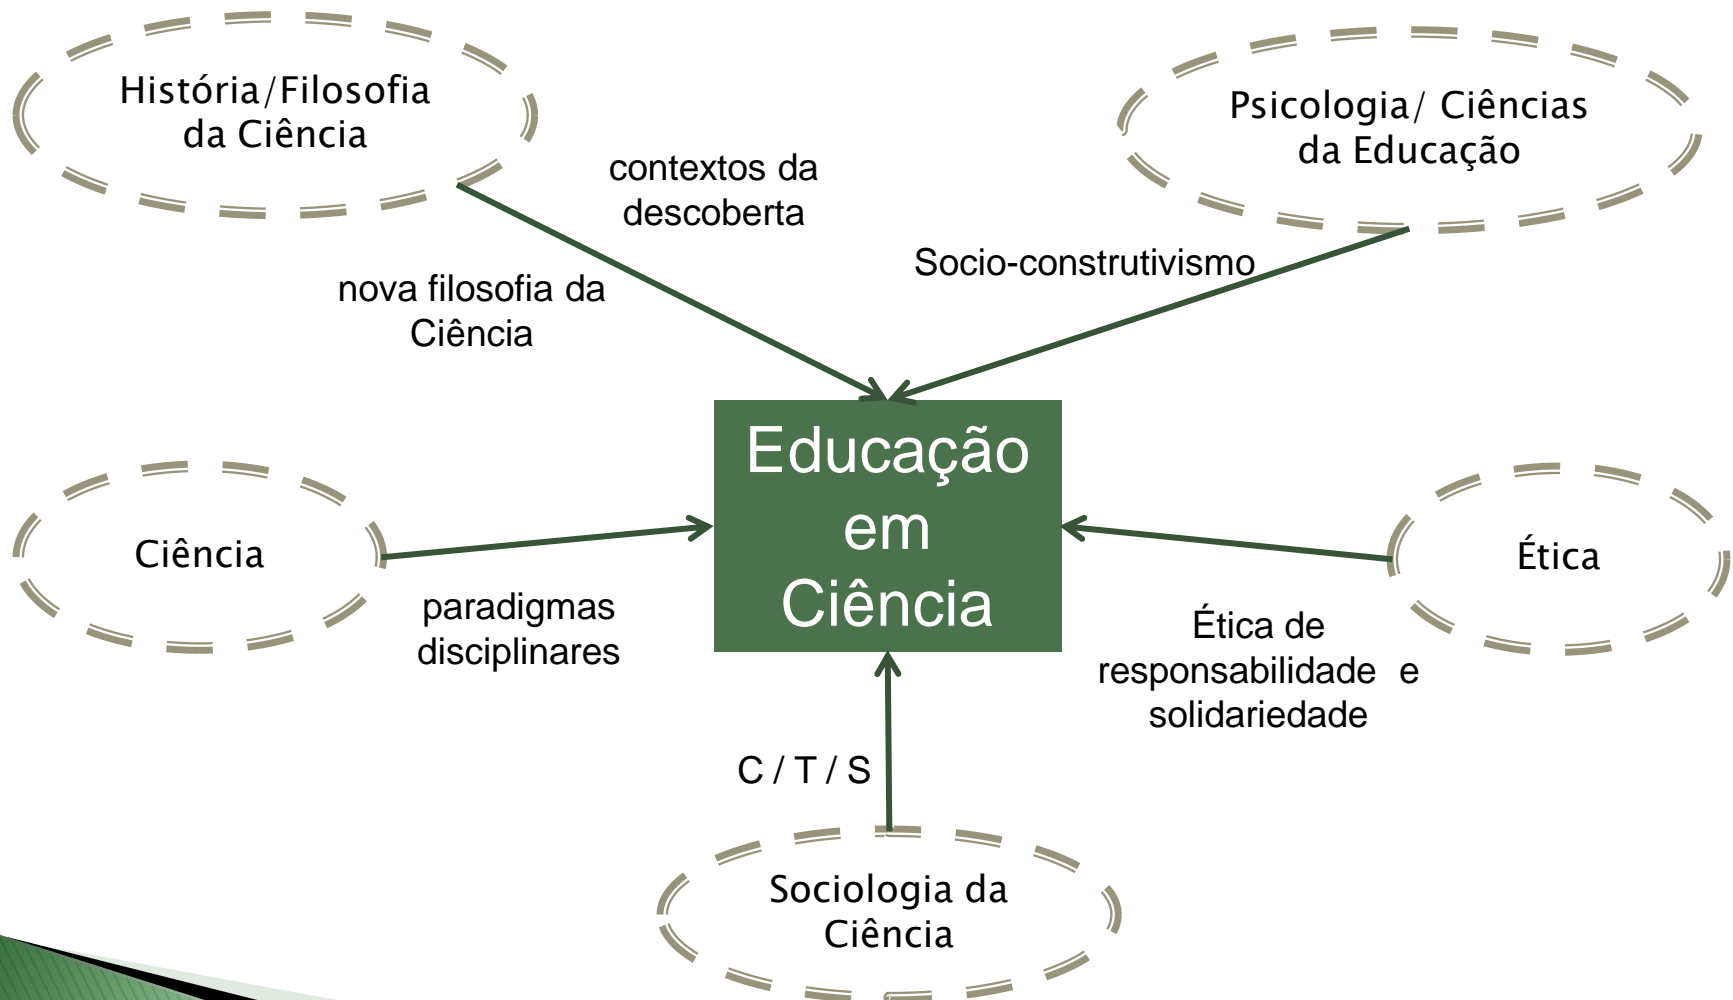 História/Filosofia
da Ciência
Psicologia/ Ciências
da Educação
contextos da
descoberta
nova filosofia da
Ciência
Socio-construtivismo
Educação
em
Ciência
Ciência
paradigmas
disciplinares
Ética
Ética de
responsabilidade e
solidariedade
C / T / S
Sociologia da
Ciência